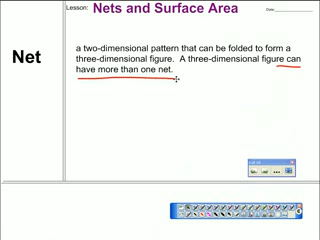 Lesson: Nets and Surface Area Date:
Net
a two-dimensional pattern that can be folded to form a
three-dimensional figure. A three-dimensional figure can
have more than one net.